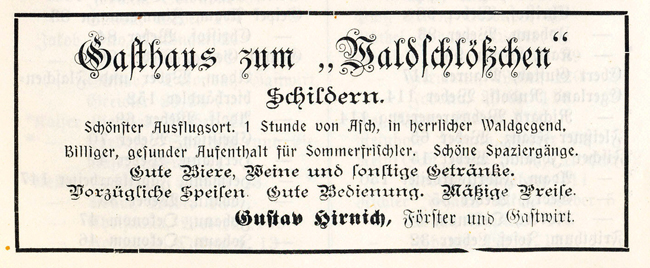 Gasthaus zum „Waldschlößchen“
Schildern.
Schönster Ausflugsort. 1 Stunde von Asch, in herrlicher Waldgegend.
Billiger, gesunder Aufenthalt für Sommerfrischler. Schöne Spaziergänge.
Gute Biere, Weine und sonstige Getränke.
Vorzügliche Speisen. Gute Bedienung. Mäßige Preise.
Gustav Hirnich, Förster und Gastwirt.